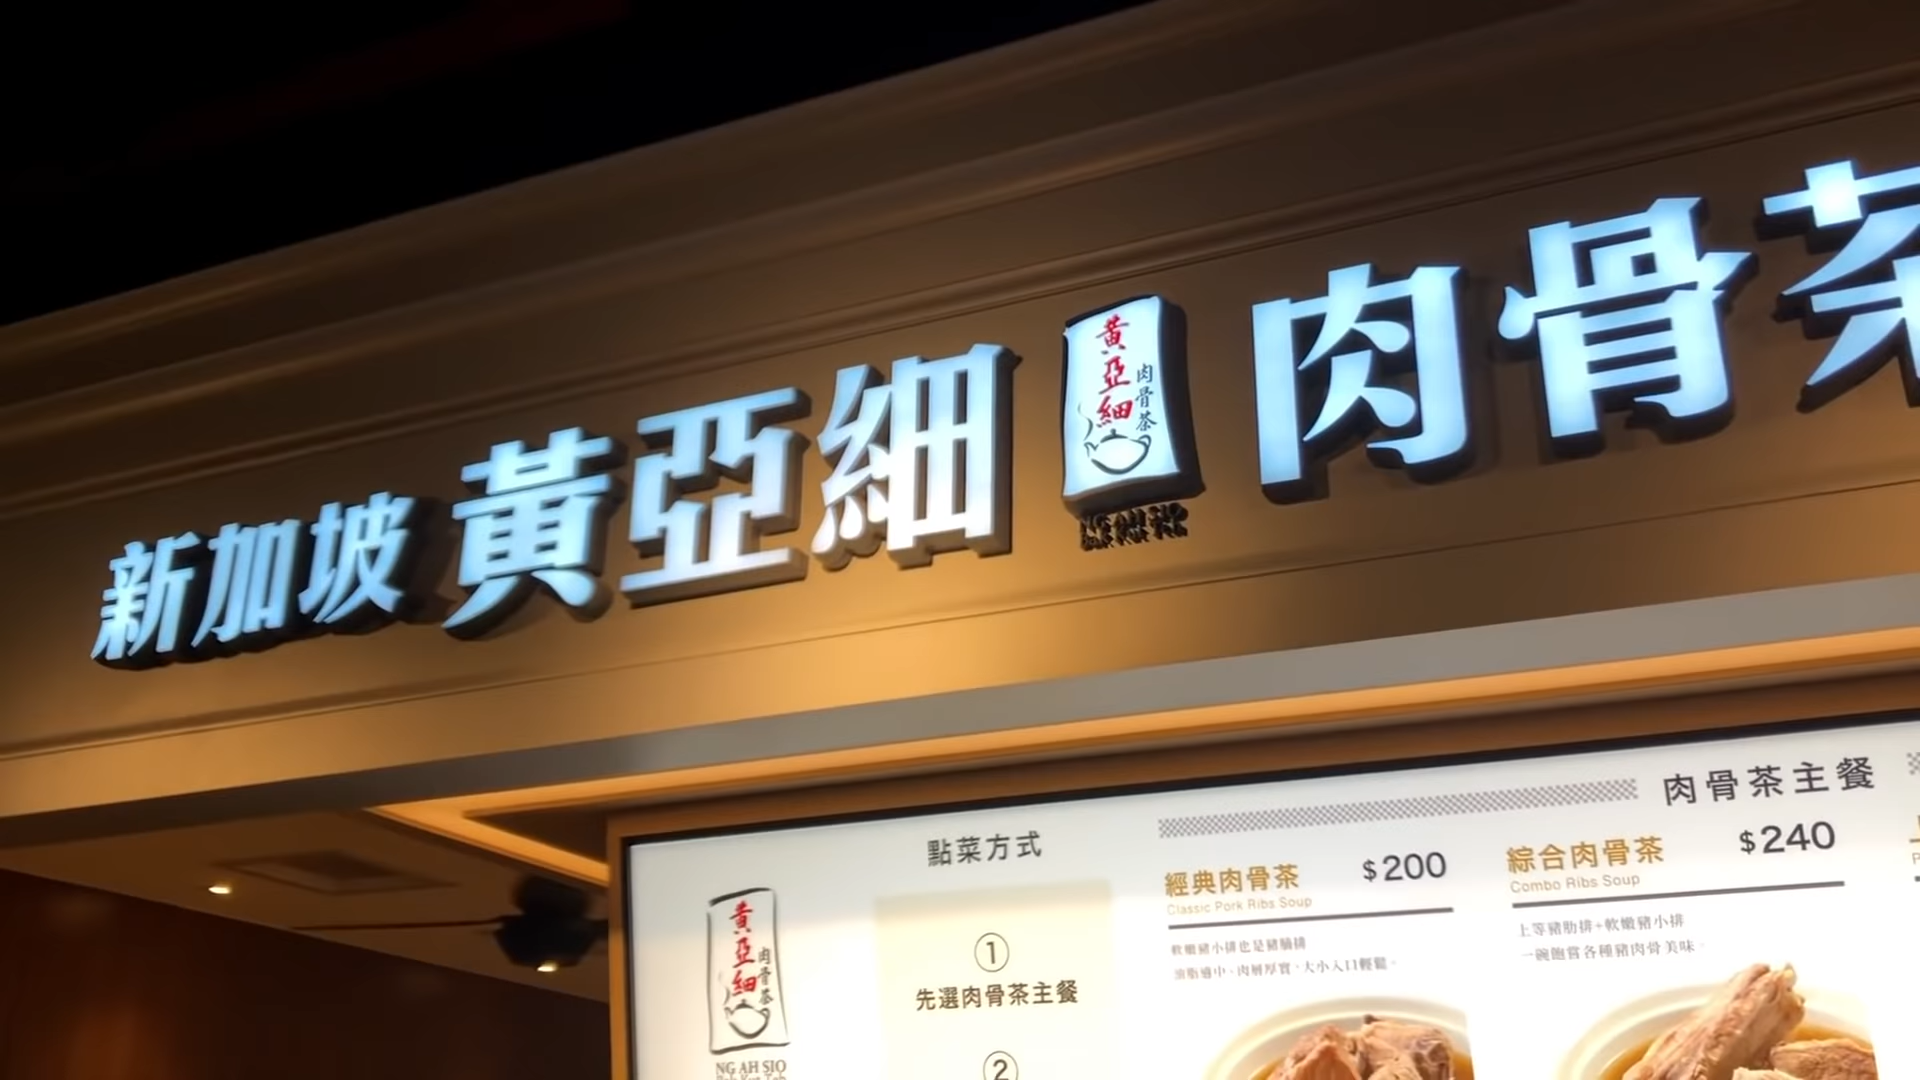 新加坡 黃亞細 肉骨茶
黃亞細
肉骨茶
點菜方式
1
先選肉骨茶主餐
2
肉骨茶主餐
經典肉骨茶 $200
Classic Pork Ribs Soup
軟嫩豬小排也是豬腩排
油脂適中、肉層厚實，大小入口輕鬆。
綜合肉骨茶 $240
Combo Ribs Soup
上等豬肋排+軟嫩豬小排
一碗飽嘗各種豬肉骨美味。
黃亞細
肉骨茶
NG AH SIO